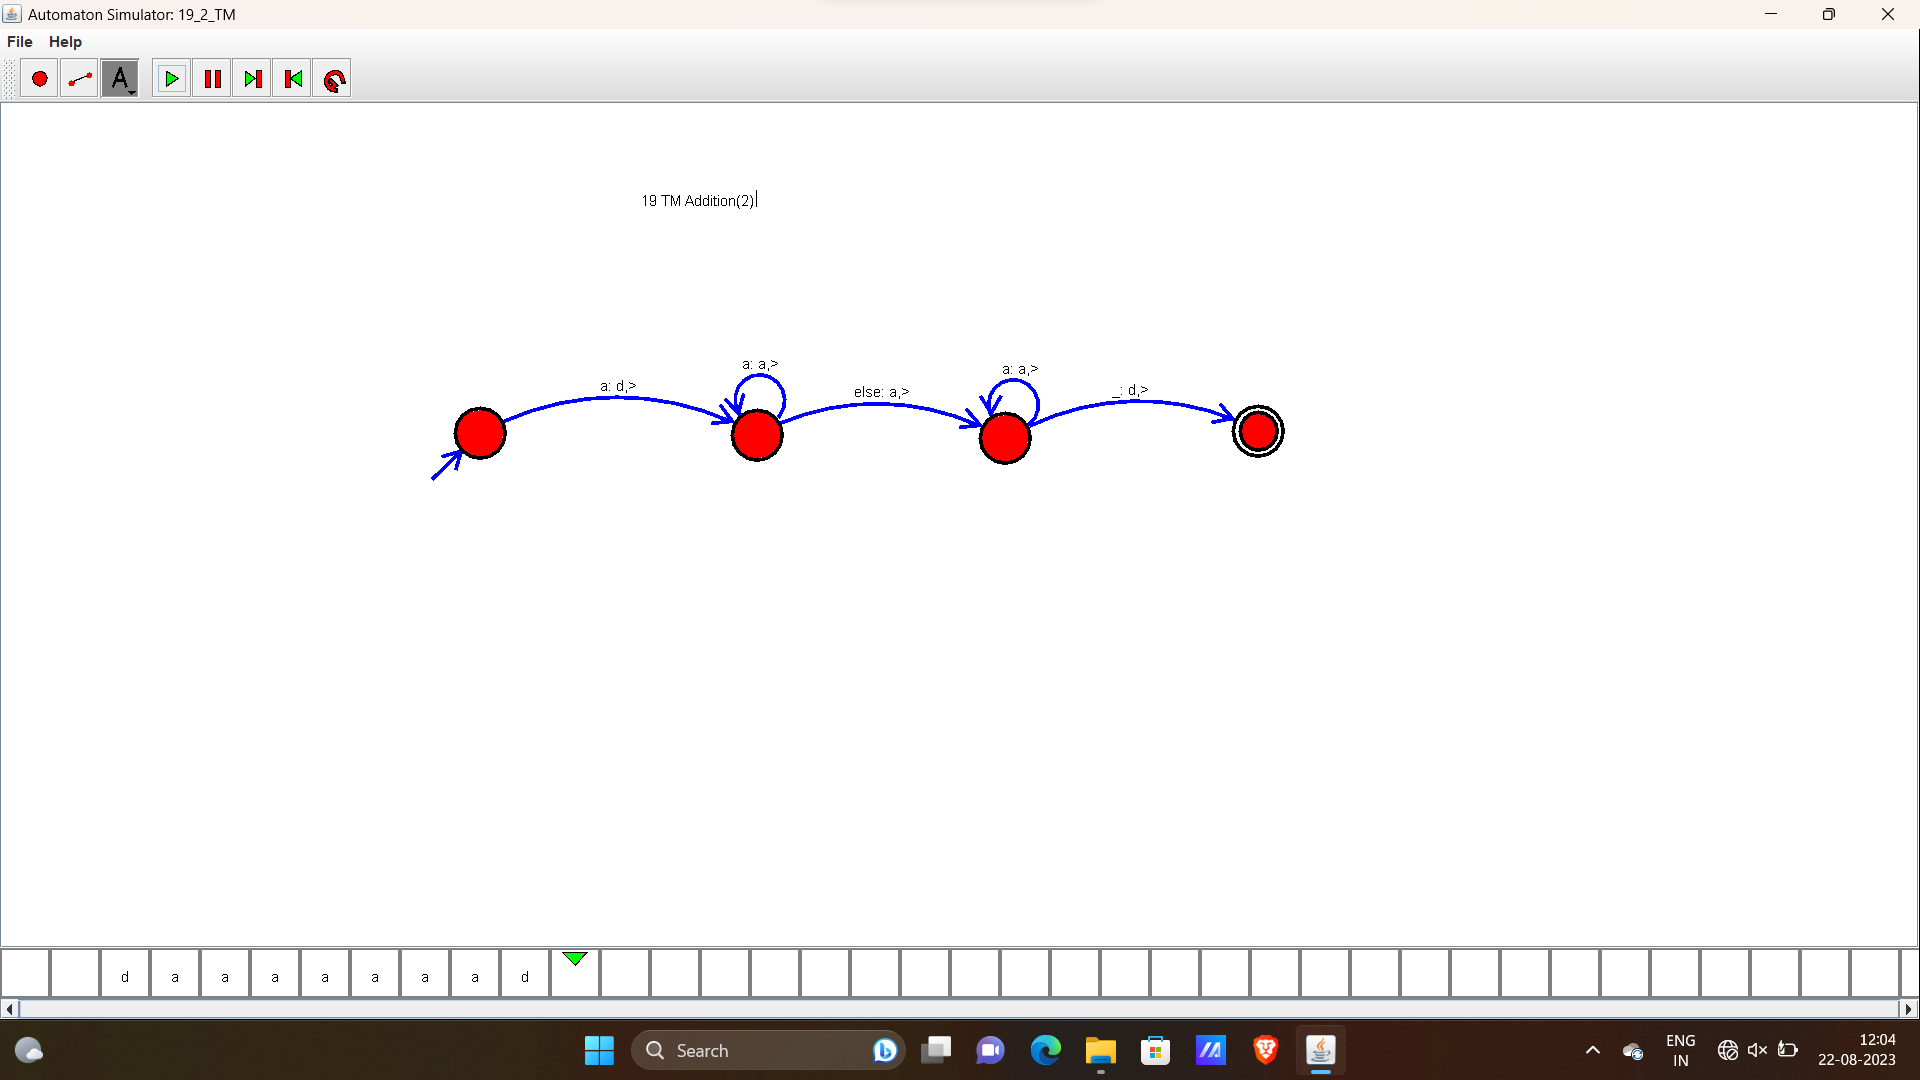 Automaton Simulator: 19_2_TM
File Help
A
19 TM Addition(2)
a: a,> a: a,>
a: d,> else: a,> _: d,>
d a a a a a a a d
Search
ENG
IN
12:04
22-08-2023